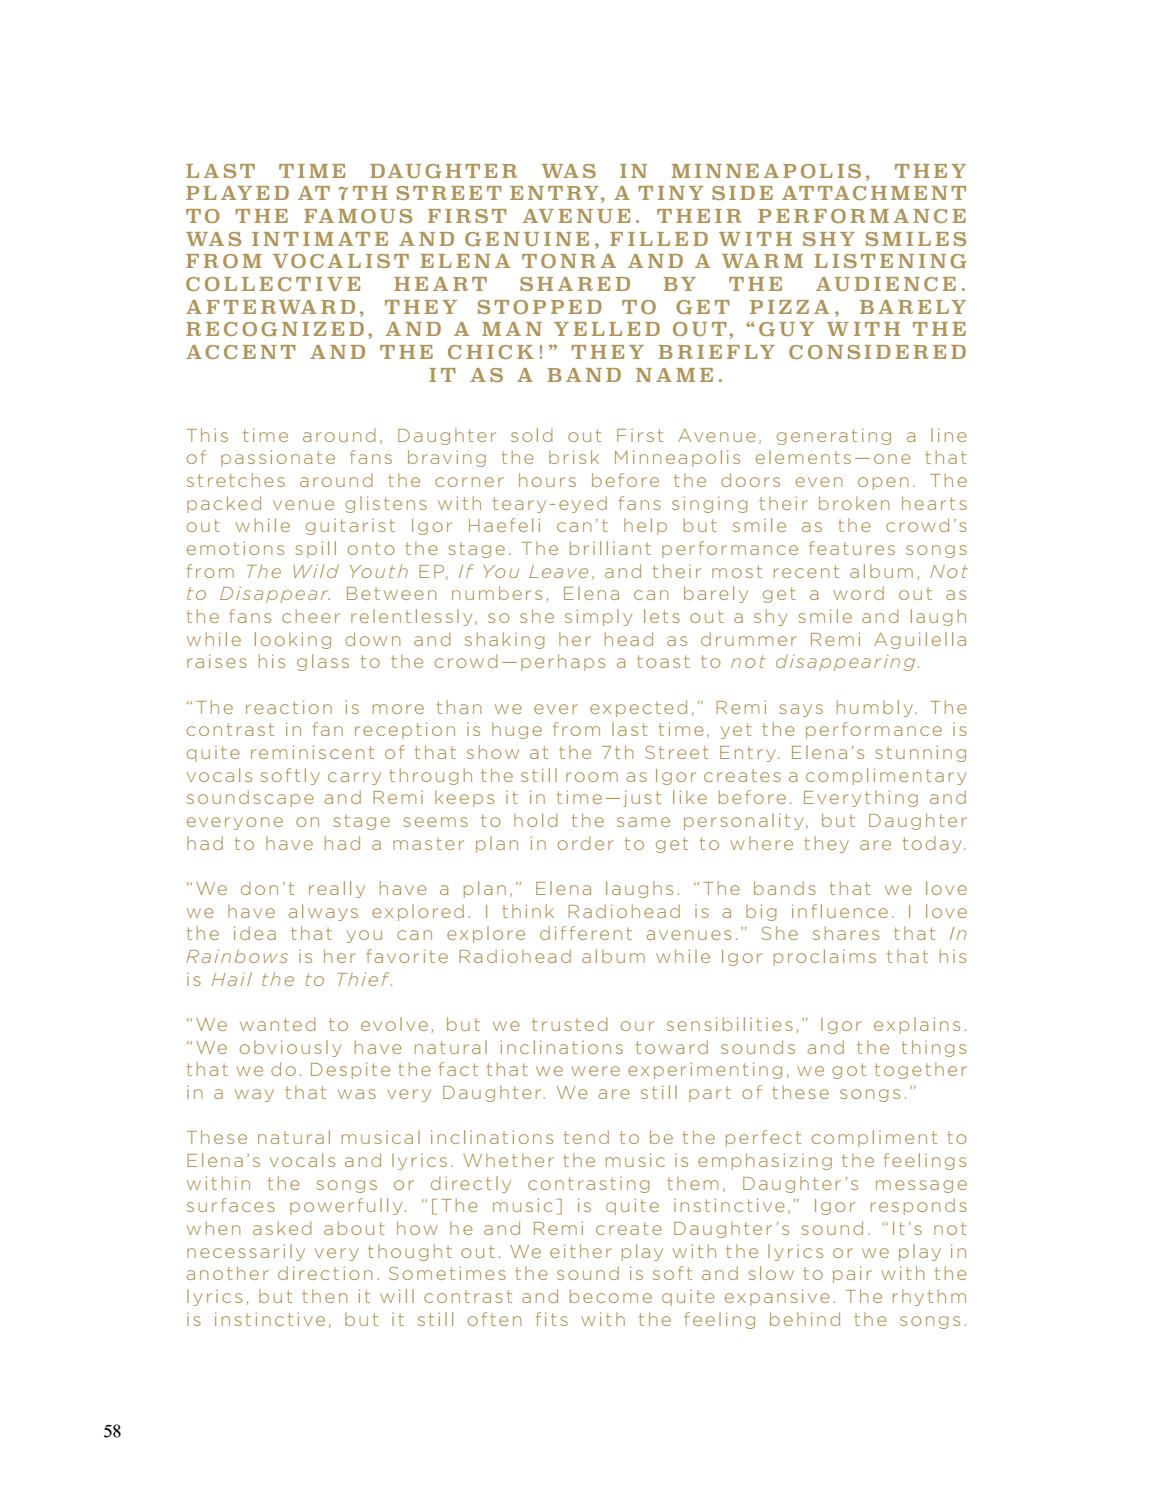 LAST TIME DAUGHTER WAS IN MINNEAPOLIS, THEY
PLAYED AT 7TH STREET ENTRY, A TINY SIDE ATTACHMENT
TO THE FAMOUS FIRST AVENUE. THEIR PERFORMANCE
WAS INTIMATE AND GENUINE, FILLED WITH SHY SMILES
FROM VOCALIST ELENA TONRA AND A WARM LISTENING
COLLECTIVE HEART SHARED BY THE AUDIENCE.
AFTERWARD, THEY STOPPED TO GET PIZZA, BARELY
RECOGNIZED, AND A MAN YELLED OUT, “GUY WITH THE
ACCENT AND THE CHICK!” THEY BRIEFLY CONSIDERED
IT AS A BAND NAME.
This time around, Daughter sold out First Avenue, generating a line
of passionate fans braving the brisk Minneapolis elements—one that
stretches around the corner hours before the doors even open. The
packed venue glistens with teary-eyed fans singing their broken hearts
out while guitarist Igor Haefeli can’t help but smile as the crowd’s
emotions spill onto the stage. The brilliant performance features songs
from The Wild Youth EP, If You Leave, and their most recent album, Not
to Disappear. Between numbers, Elena can barely get a word out as
the fans cheer relentlessly, so she simply lets out a shy smile and laugh
while looking down and shaking her head as drummer Remi Aguilella
raises his glass to the crowd—perhaps a toast to not disappearing.
“The reaction is more than we ever expected,” Remi says humbly. The
contrast in fan reception is huge from last time, yet the performance is
quite reminiscent of that show at the 7th Street Entry. Elena’s stunning
vocals softly carry through the still room as Igor creates a complimentary
soundscape and Remi keeps it in time—just like before. Everything and
everyone on stage seems to hold the same personality, but Daughter
had to have had a master plan in order to get to where they are today.
“We don’t really have a plan,” Elena laughs. “The bands that we love
we have always explored. I think Radiohead is a big influence. I love
the idea that you can explore different avenues.” She shares that In
Rainbows is her favorite Radiohead album while Igor proclaims that his
is Hail the to Thief.
“We wanted to evolve, but we trusted our sensibilities,” Igor explains.
“We obviously have natural inclinations toward sounds and the things
that we do. Despite the fact that we were experimenting, we got together
in a way that was very Daughter. We are still part of these songs.”
These natural musical inclinations tend to be the perfect compliment to
Elena’s vocals and lyrics. Whether the music is emphasizing the feelings
within the songs or directly contrasting them, Daughter’s message
surfaces powerfully. “[The music] is quite instinctive,” Igor responds
when asked about how he and Remi create Daughter’s sound. “It’s not
necessarily very thought out. We either play with the lyrics or we play in
another direction. Sometimes the sound is soft and slow to pair with the
lyrics, but then it will contrast and become quite expansive. The rhythm
is instinctive, but it still often fits with the feeling behind the songs.
58